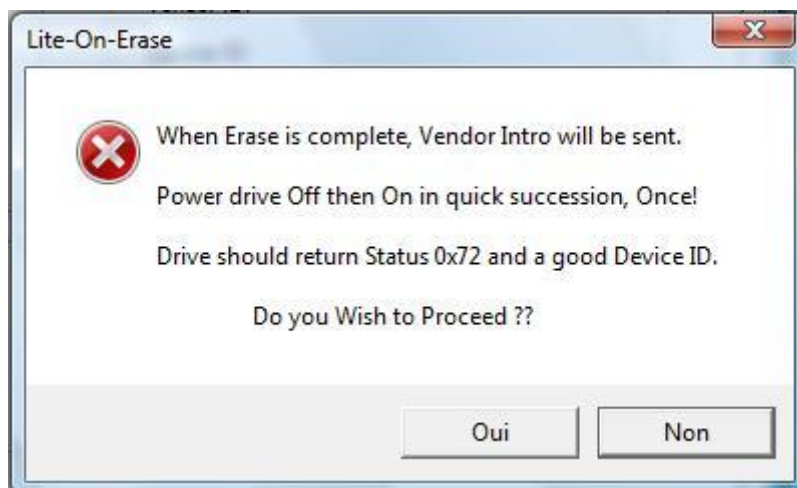 Lite-On-Erase
When Erase is complete, Vendor Intro will be sent.
Power drive Off then On in quick succession, Once!
Drive should return Status 0x72 and a good Device ID.
Do you Wish to Proceed ??
Oui
Non